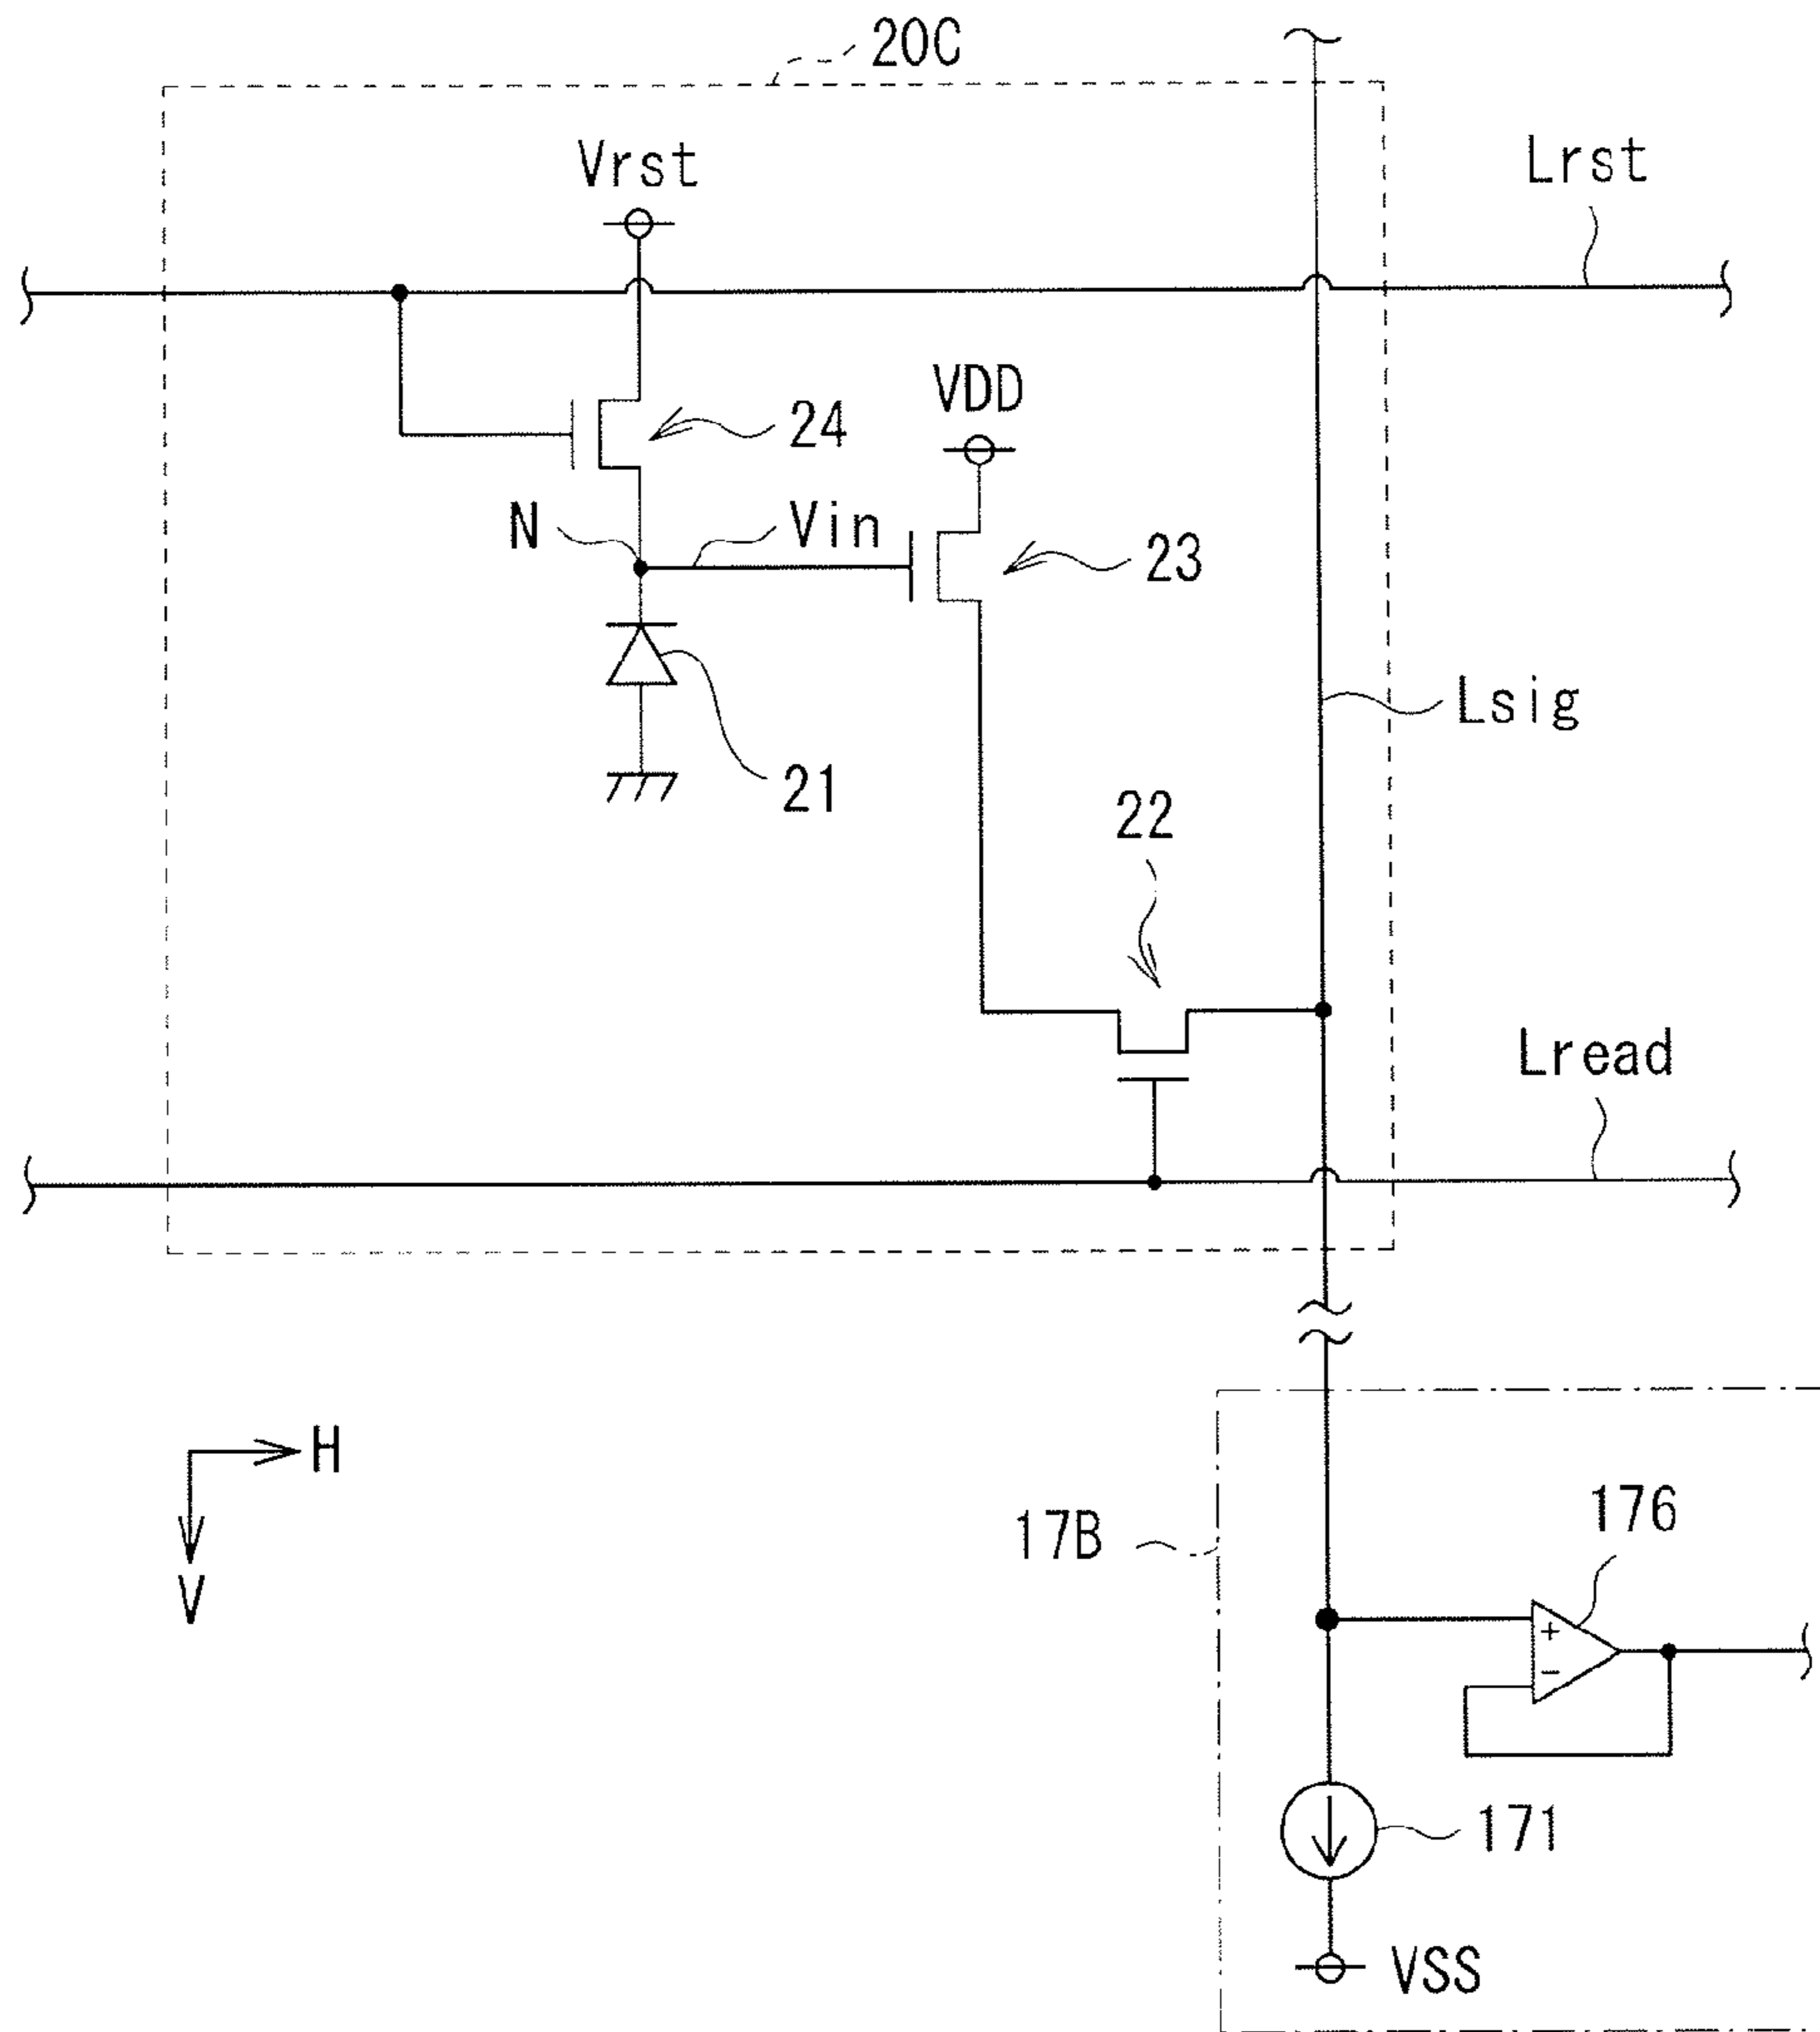 20C
Vrst
Lrst
VDD
24
N
Vin
23
Lsig
21
22
Lread
H
V
17B
176
+
−
171
VSS